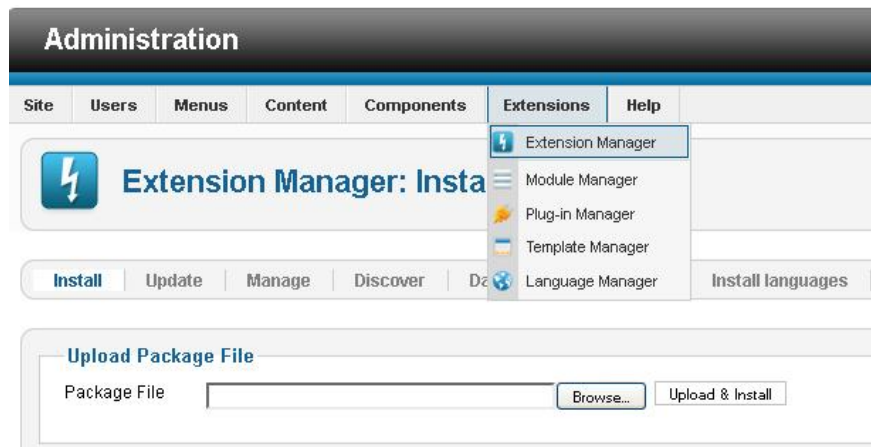 Administration
Site Users Menus Content Components Extensions Help
Extension Manager
Extension Manager: Insta
Module Manager
Plug-in Manager
Template Manager
Language Manager
Install Update Manage Discover Da Install languages
Upload Package File
Package File Browse... Upload & Install